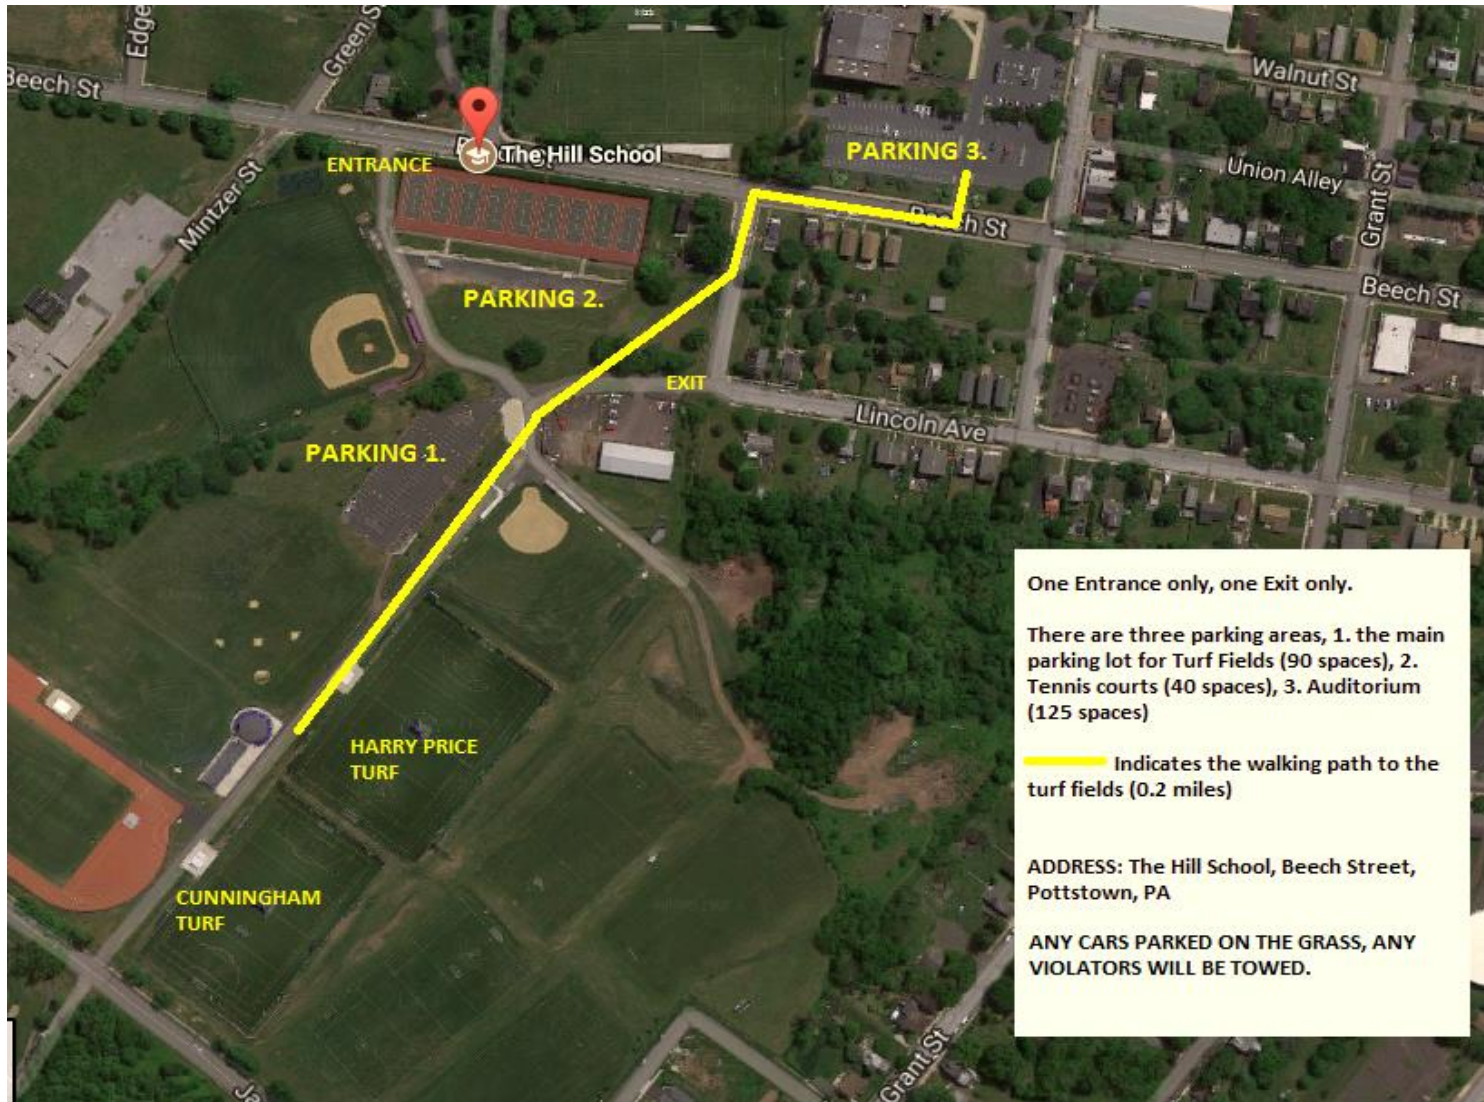 Edge
Green S
Beech St
Walnut St
ENTRANCE
The Hill School
PARKING 3.
Union Alley
Grant St
Mintzer St
Beech St
PARKING 2.
Beech St
EXIT
Lincoln Ave
PARKING 1.
One Entrance only, one Exit only.
There are three parking areas, 1. the main
parking lot for Turf Fields (90 spaces), 2.
Tennis courts (40 spaces), 3. Auditorium
(125 spaces)
Indicates the walking path to the
turf fields (0.2 miles)
ADDRESS: The Hill School, Beech Street,
Pottstown, PA
ANY CARS PARKED ON THE GRASS, ANY
VIOLATORS WILL BE TOWED.
HARRY PRICE
TURF
CUNNINGHAM
TURF
Grant St
Ja